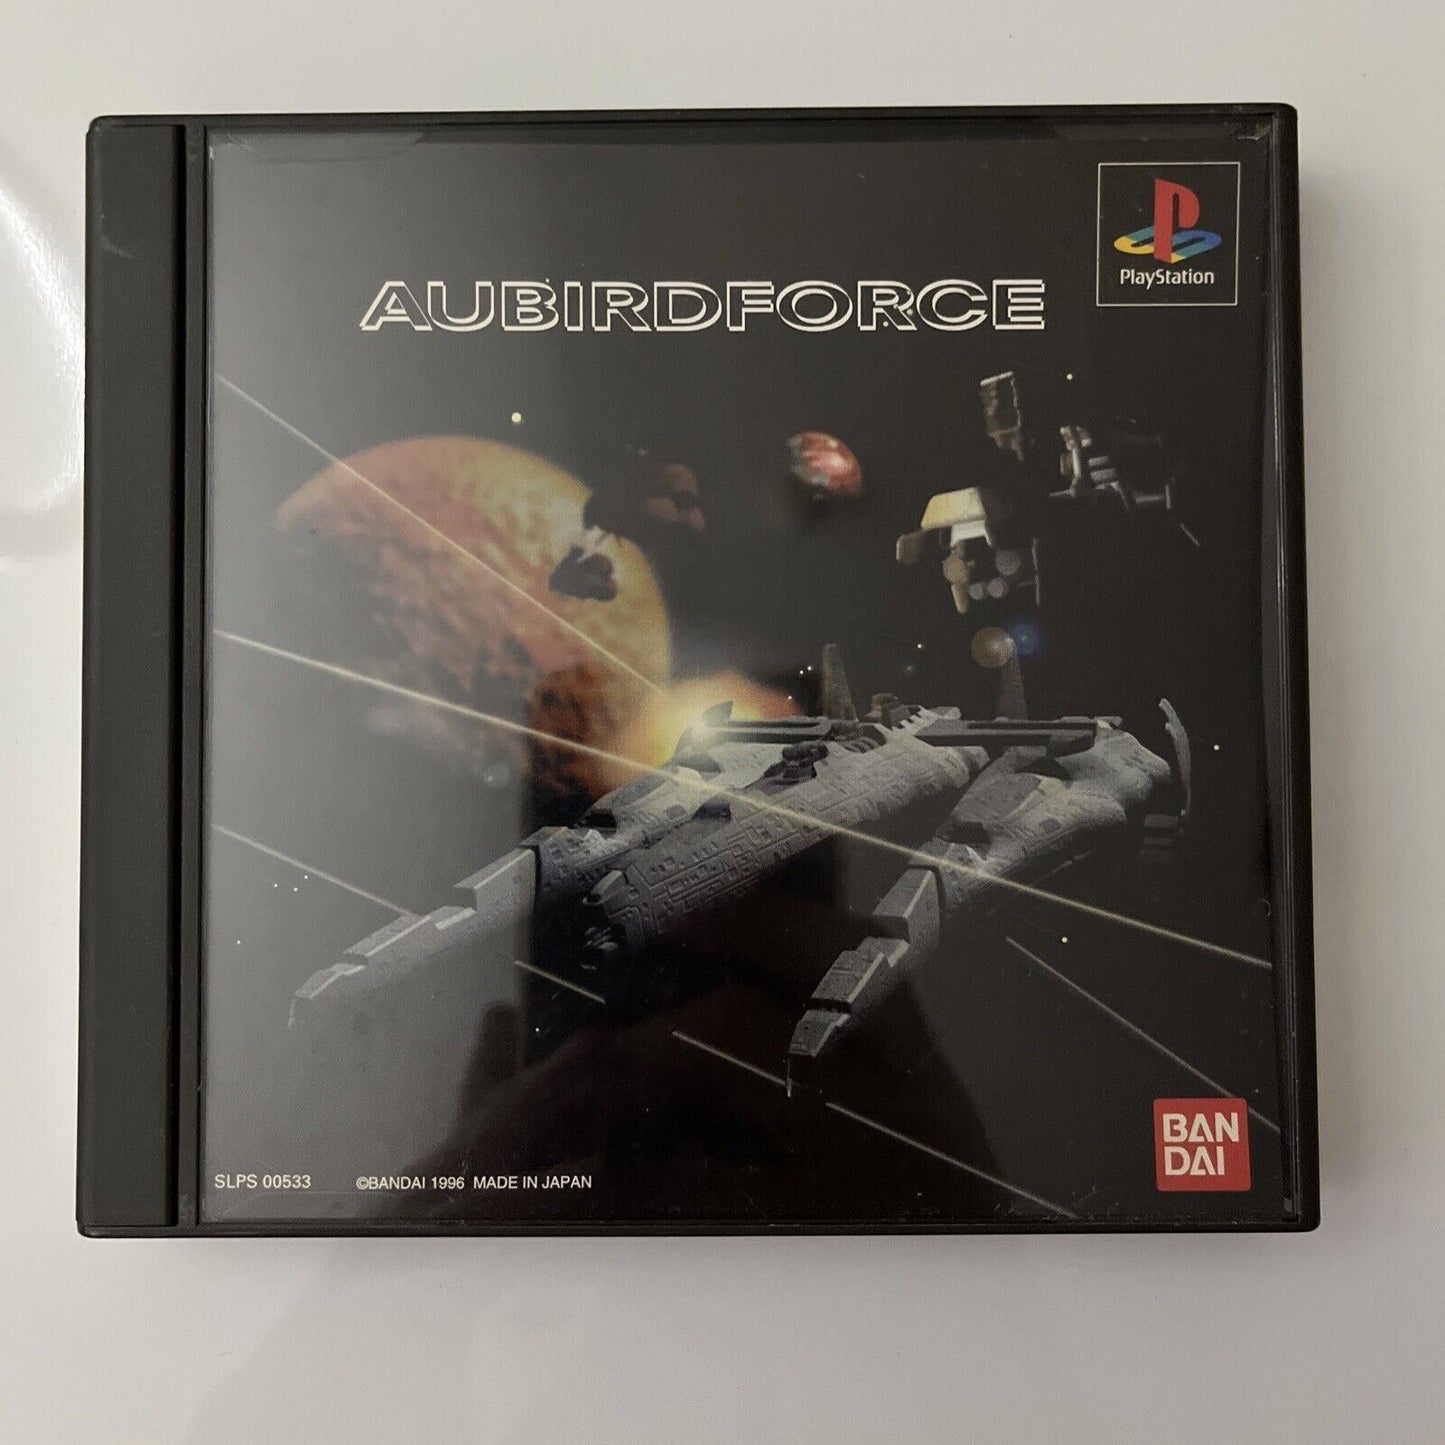 PlayStation
AUBIRDFORCE
BAN
DAI
SLPS 00533 ©BANDAI 1996 MADE IN JAPAN